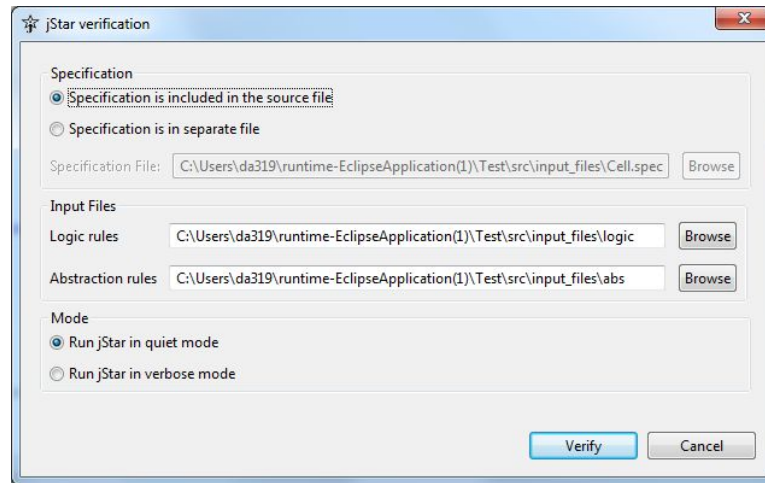 jStar verification
Specification
Specification is included in the source file
Specification is in separate file
Specification File: C:\Users\da319\runtime-EclipseApplication(1)\Test\src\input_files\Cell.spec Browse
Input Files
Logic rules C:\Users\da319\runtime-EclipseApplication(1)\Test\src\input_files\logic Browse
Abstraction rules C:\Users\da319\runtime-EclipseApplication(1)\Test\src\input_files\abs Browse
Mode
Run jStar in quiet mode
Run jStar in verbose mode
Verify Cancel